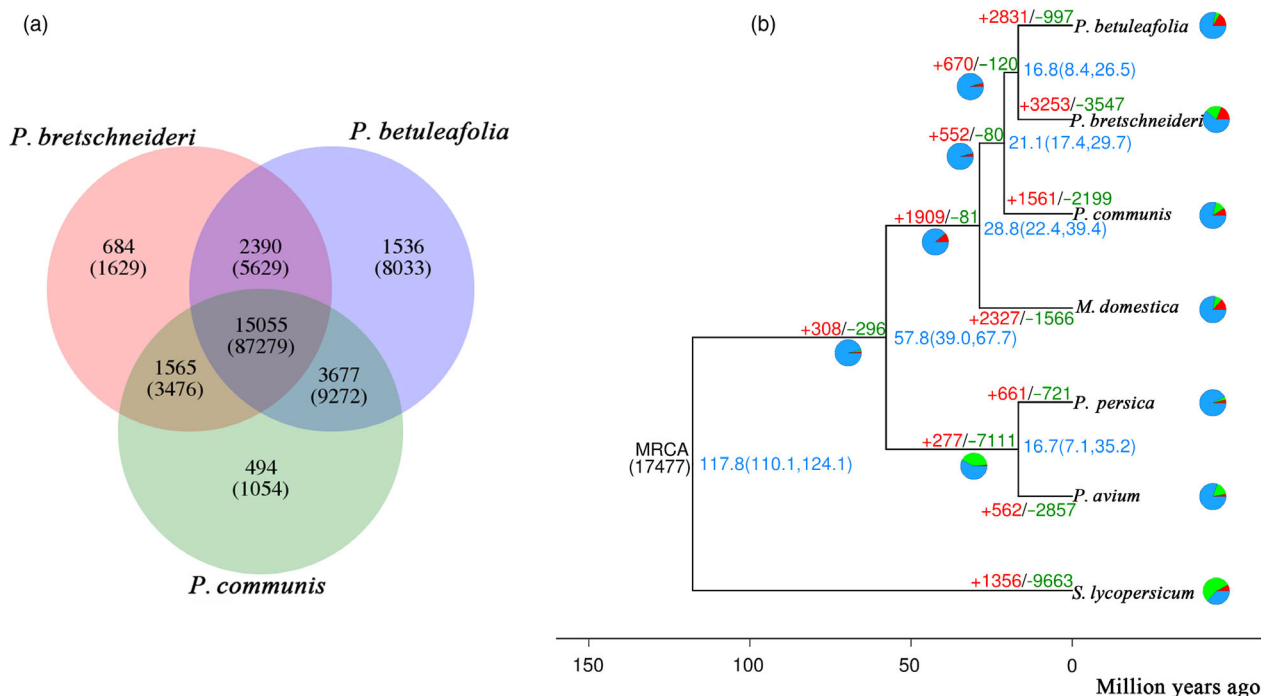 (a)
P. bretschneideri
P. betuleafolia
684
(1629)
2390
(5629)
1536
(8033)
15055
(87279)
1565
(3476)
3677
(9272)
494
(1054)
P. communis
(b)
+2831/−997
P. betuleafolia
+670/−120
16.8(8.4,26.5)
+3253/−3547
P. bretschneideri
+552/−80
21.1(17.4,29.7)
+1561/−2199
P. communis
+1909/−81
28.8(22.4,39.4)
M. domestica
+2327/−1566
+308/−296
57.8(39.0,67.7)
+661/−721
P. persica
+277/−7111
16.7(7.1,35.2)
MRCA
(17477)
117.8(110.1,124.1)
P. avium
+562/−2857
+1356/−9663
S. lycopersicum
150 100 50 0
Million years ago